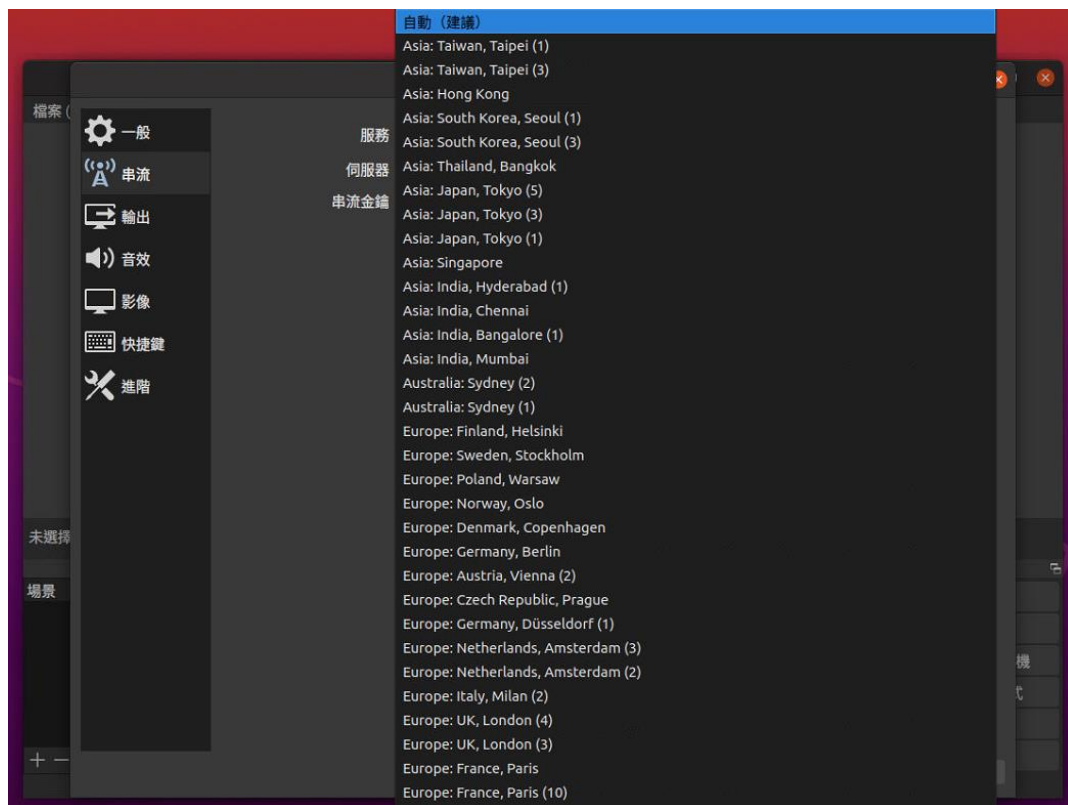 檔案 (
一般
串流
輸出
音效
影像
快捷鍵
進階
服務
伺服器
串流金鑰
自動（建議）
Asia: Taiwan, Taipei (1)
Asia: Taiwan, Taipei (3)
Asia: Hong Kong
Asia: South Korea, Seoul (1)
Asia: South Korea, Seoul (3)
Asia: Thailand, Bangkok
Asia: Japan, Tokyo (5)
Asia: Japan, Tokyo (3)
Asia: Japan, Tokyo (1)
Asia: Singapore
Asia: India, Hyderabad (1)
Asia: India, Chennai
Asia: India, Bangalore (1)
Asia: India, Mumbai
Australia: Sydney (2)
Australia: Sydney (1)
Europe: Finland, Helsinki
Europe: Sweden, Stockholm
Europe: Poland, Warsaw
Europe: Norway, Oslo
Europe: Denmark, Copenhagen
Europe: Germany, Berlin
Europe: Austria, Vienna (2)
Europe: Czech Republic, Prague
Europe: Germany, Düsseldorf (1)
Europe: Netherlands, Amsterdam (3)
Europe: Netherlands, Amsterdam (2)
Europe: Italy, Milan (2)
Europe: UK, London (4)
Europe: UK, London (3)
Europe: France, Paris
Europe: France, Paris (10)
未選擇
場景
機
式